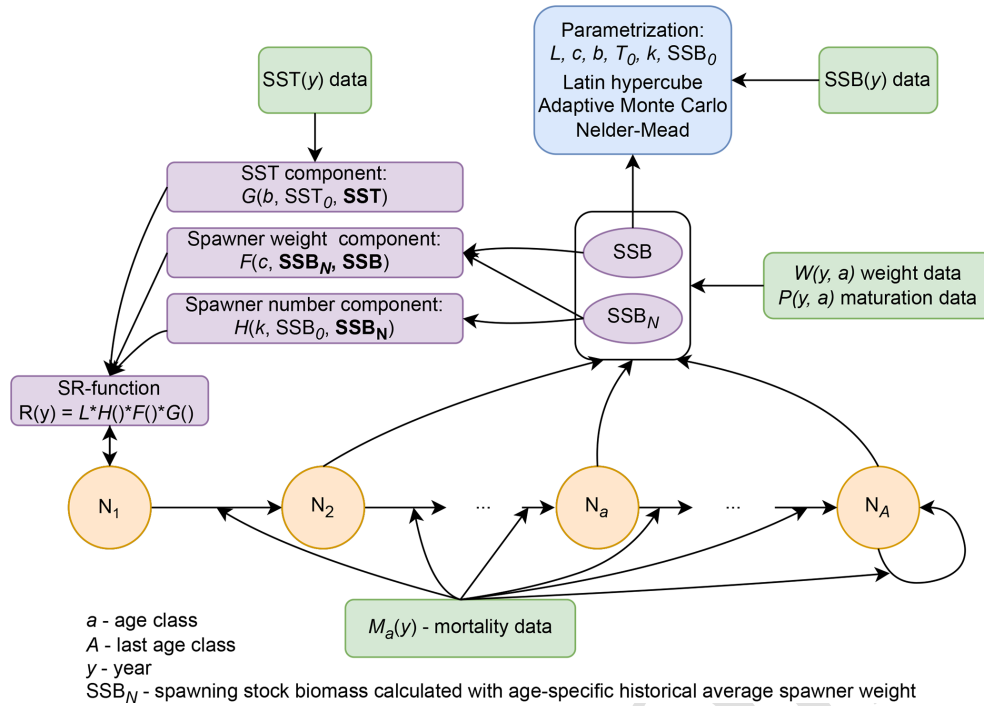 Parametrization:
L, c, b, T0, k, SSB0
Latin hypercube
Adaptive Monte Carlo
Nelder-Mead
SST(y) data
SSB(y) data
SST component:
G(b, SST0, SST)
Spawner weight component:
F(c, SSBN, SSB)
Spawner number component:
H(k, SSB0, SSBN)
SSB
SSBN
W(y, a) weight data
P(y, a) maturation data
SR-function
R(y) = L*H()*F()*G()
N1
N2
...
Na
...
NA
Ma(y) - mortality data
a - age class
A - last age class
y - year
SSBN - spawning stock biomass calculated with age-specific historical average spawner weight